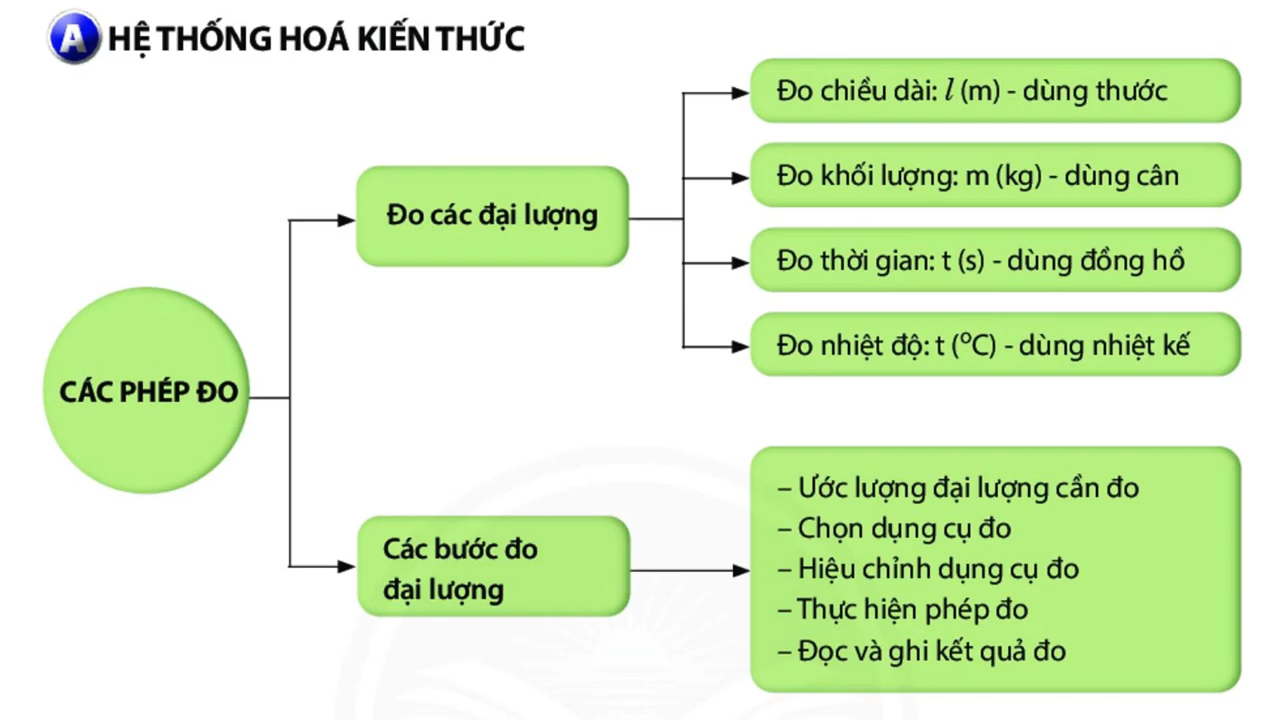 A HỆ THỐNG HOÁ KIẾN THỨC
CÁC PHÉP ĐO
Đo các đại lượng
Đo chiều dài: l (m) - dùng thước
Đo khối lượng: m (kg) - dùng cân
Đo thời gian: t (s) - dùng đồng hồ
Đo nhiệt độ: t (⁰C) - dùng nhiệt kế
Các bước đo
đại lượng
– Ước lượng đại lượng cần đo
– Chọn dụng cụ đo
– Hiệu chỉnh dụng cụ đo
– Thực hiện phép đo
– Đọc và ghi kết quả đo